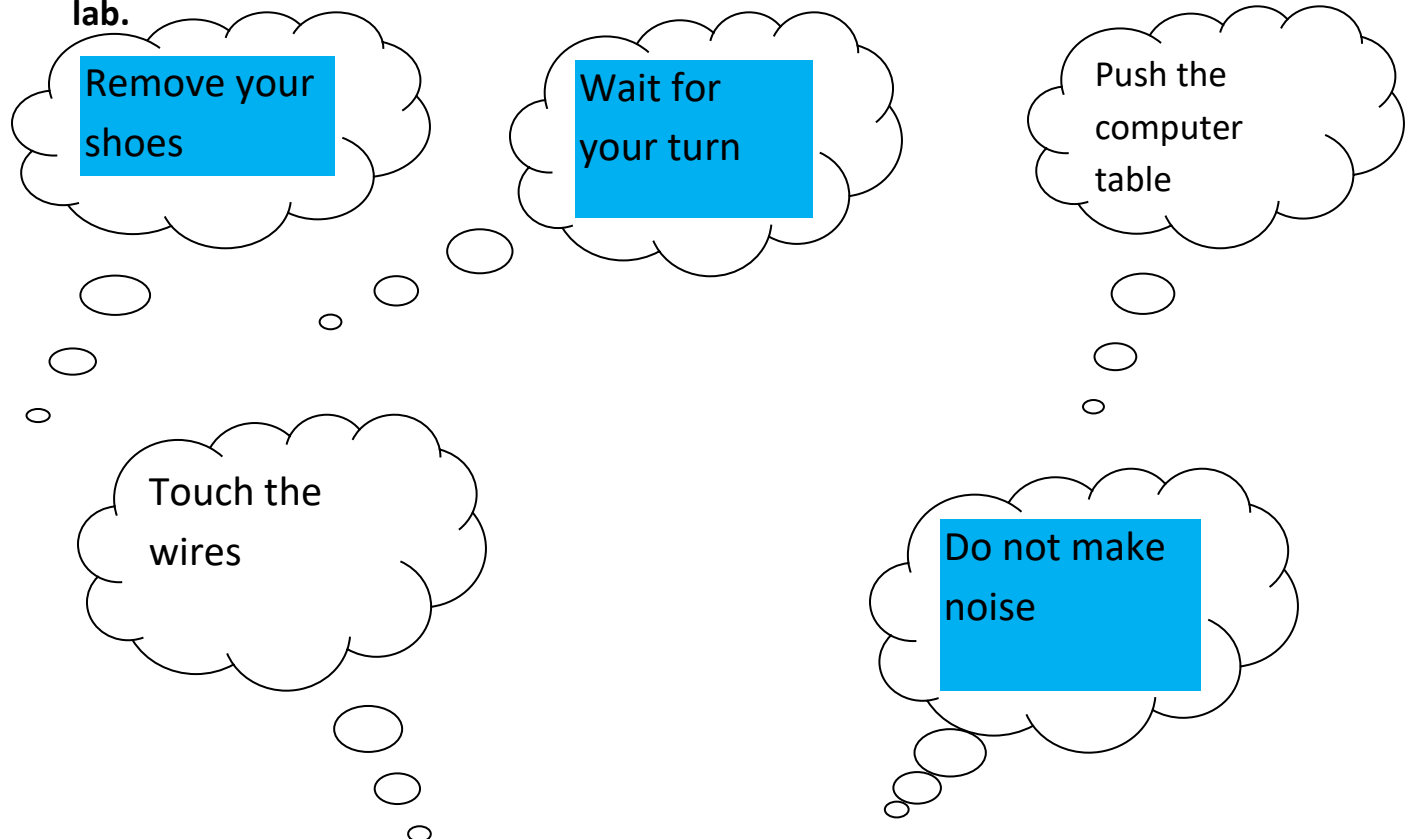 lab.
Remove your
shoes
Wait for
your turn
Push the
computer
table
Touch the
wires
Do not make
noise